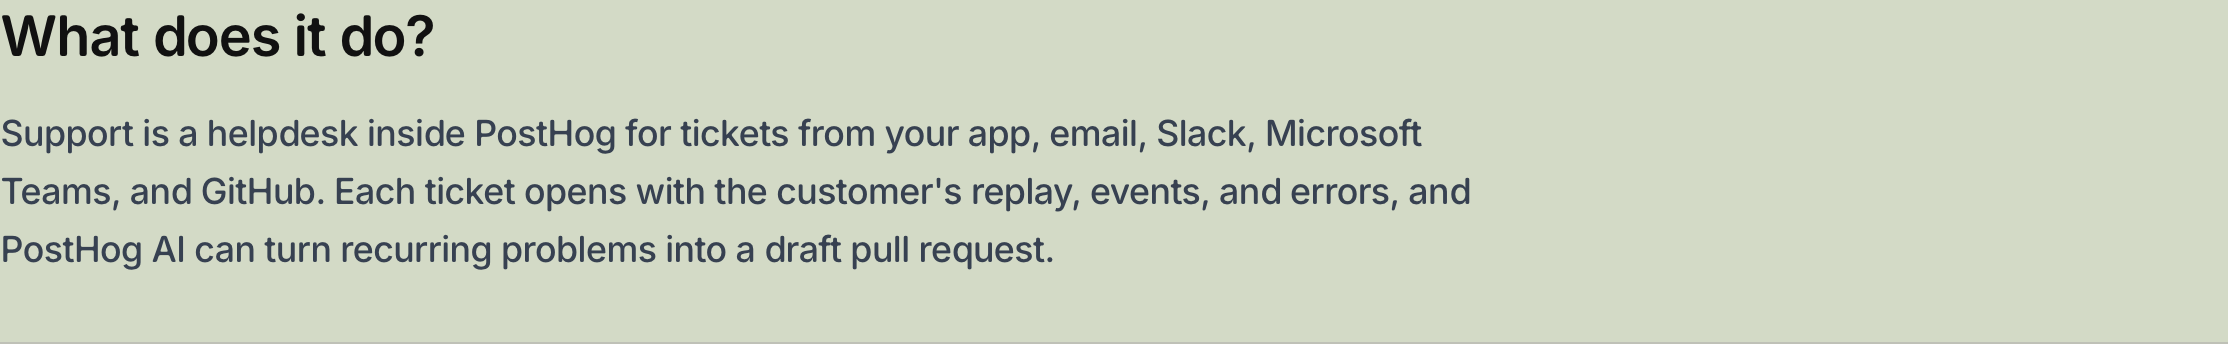 What does it do?
Support is a helpdesk inside PostHog for tickets from your app, email, Slack, Microsoft
Teams, and GitHub. Each ticket opens with the customer's replay, events, and errors, and
PostHog AI can turn recurring problems into a draft pull request.